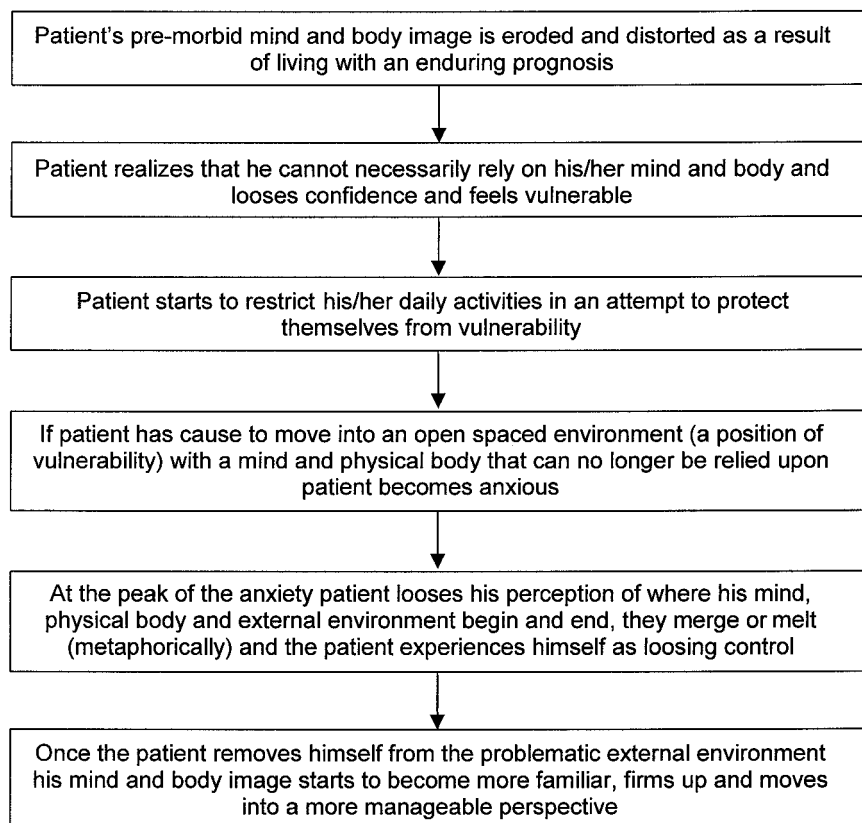 Patient's pre-morbid mind and body image is eroded and distorted as a result
of living with an enduring prognosis
Patient realizes that he cannot necessarily rely on his/her mind and body and
looses confidence and feels vulnerable
Patient starts to restrict his/her daily activities in an attempt to protect
themselves from vulnerability
If patient has cause to move into an open spaced environment (a position of
vulnerability) with a mind and physical body that can no longer be relied upon
patient becomes anxious
At the peak of the anxiety patient looses his perception of where his mind,
physical body and external environment begin and end, they merge or melt
(metaphorically) and the patient experiences himself as loosing control
Once the patient removes himself from the problematic external environment
his mind and body image starts to become more familiar, firms up and moves
into a more manageable perspective